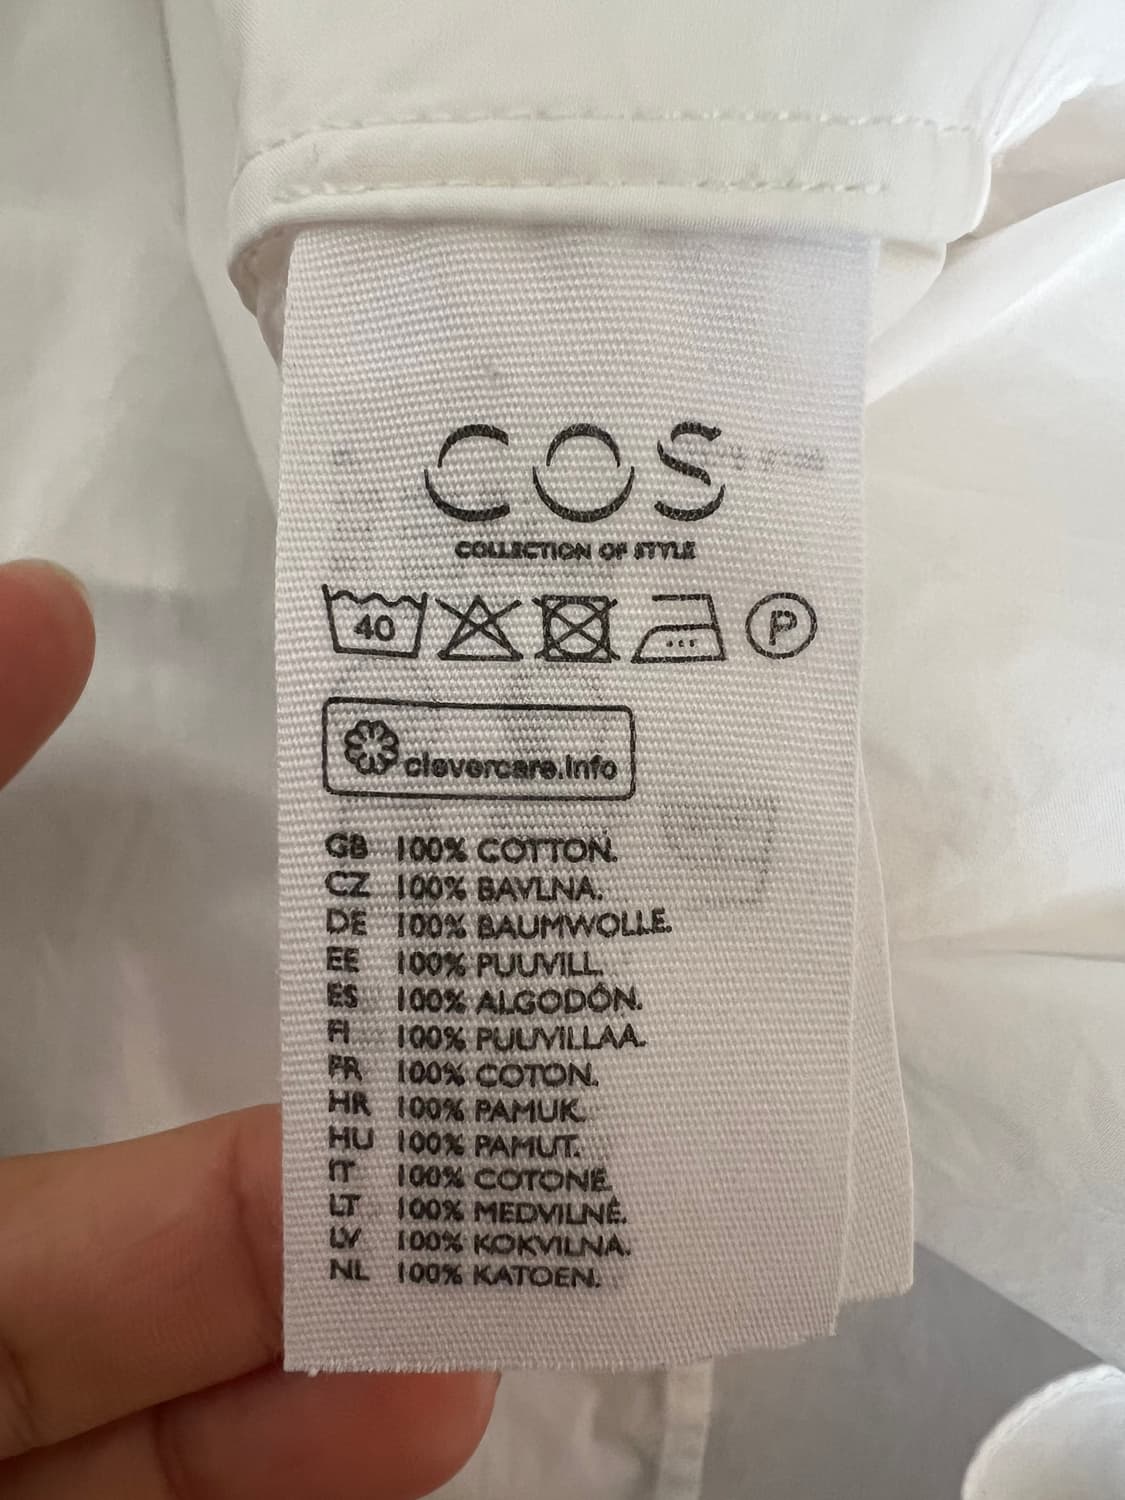 COS
COLLECTION OF STYLE
40 P
clevercare.info
GB 100% COTTON.
CZ 100% BAVLNA.
DE 100% BAUMWOLLE.
EE 100% PUUVILL.
ES 100% ALGODÓN.
FI 100% PUUVILLAA.
FR 100% COTON.
HR 100% PAMUK.
HU 100% PAMUT.
IT 100% COTONE.
LT 100% MEDVILNĖ.
LV 100% KOKVILNA.
NL 100% KATOEN.